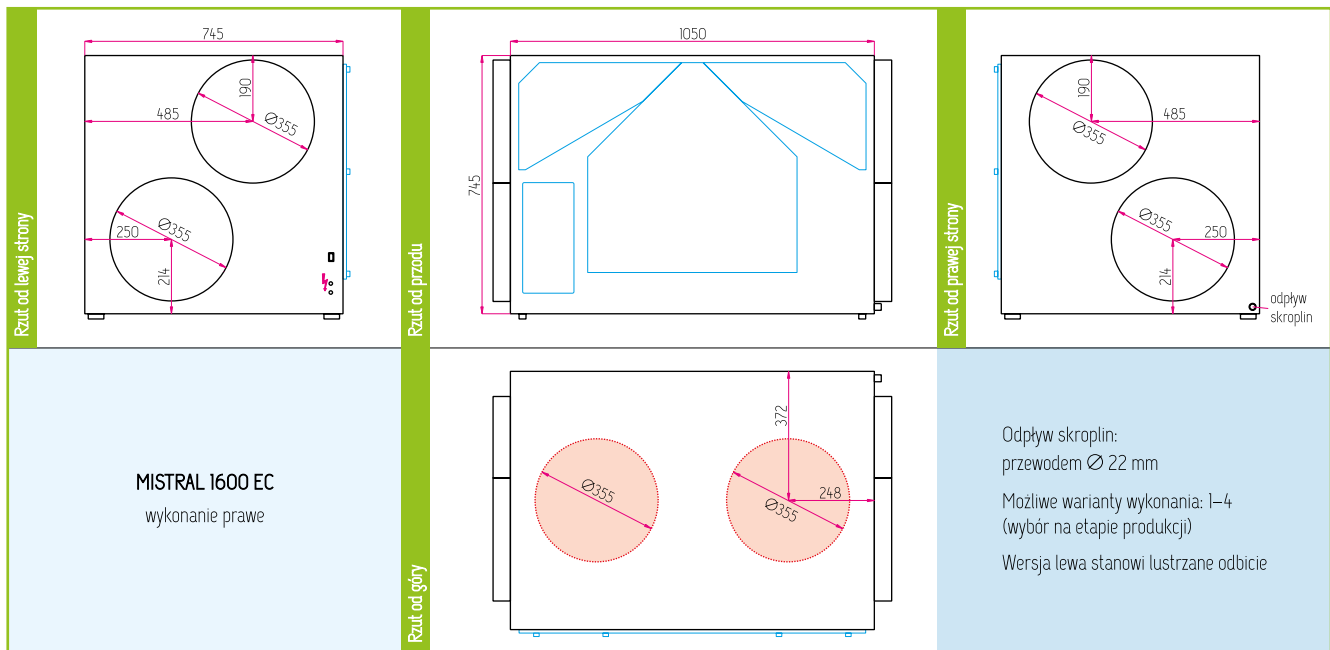 Rzut od lewej strony
745
190
485
Ø355
Ø355
250
214
Rzut od przodu
1050
745
Rzut od prawej strony
190
485
Ø355
Ø355
250
214
odpływ
skroplin
MISTRAL 1600 EC
wykonanie prawe
Rzut od góry
372
Ø355
248
Ø355
Odpływ skroplin:
przewodem Ø 22 mm
Możliwe warianty wykonania: 1–4
(wybór na etapie produkcji)
Wersja lewa stanowi lustrzane odbicie